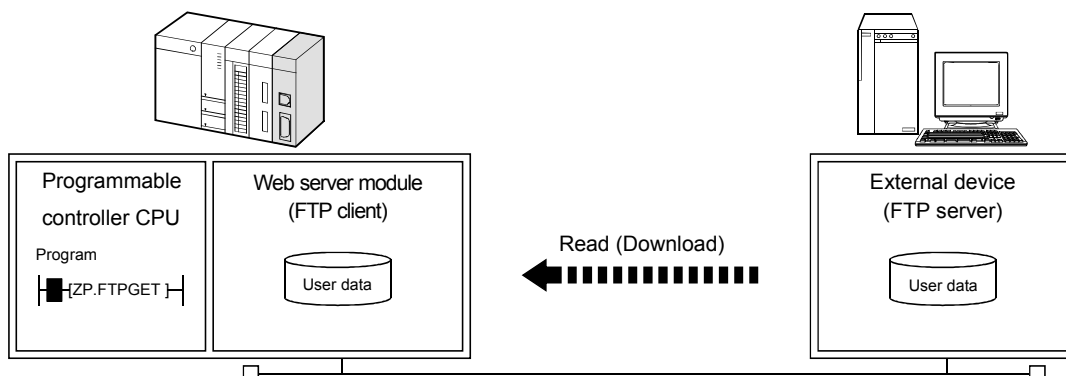 Programmable
controller CPU
Program
[ZP.FTPGET ]
Web server module
(FTP client)
User data
Read (Download)
External device
(FTP server)
User data